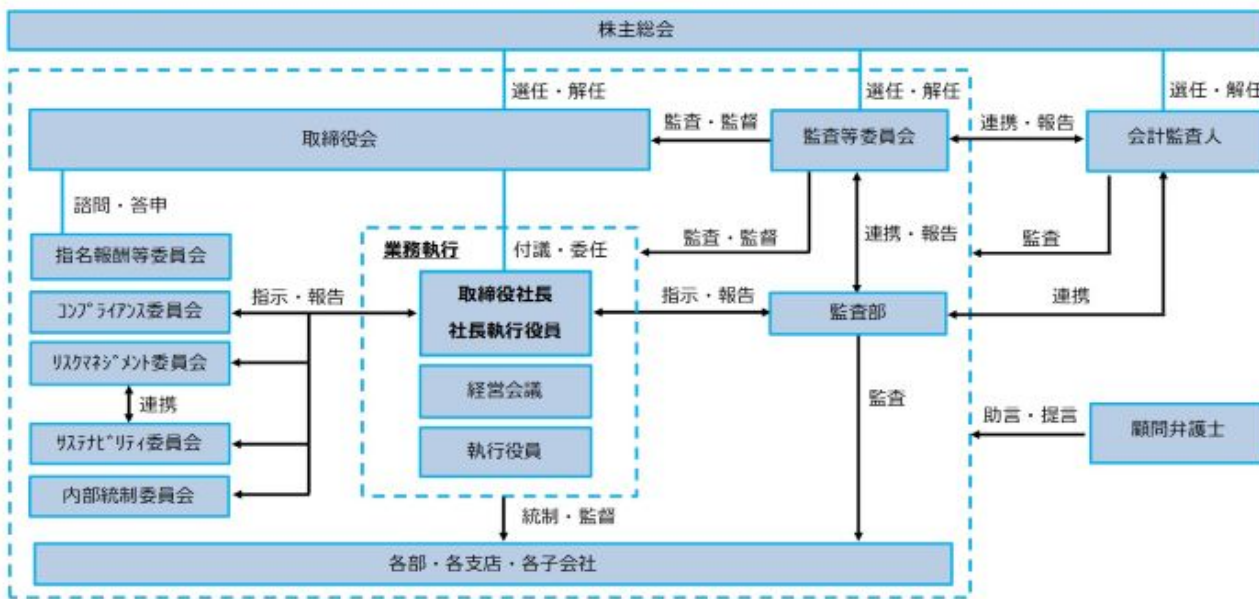 株主総会
選任・解任
選任・解任
選任・解任
取締役会
監査・監督
監査等委員会
連携・報告
会計監査人
諮問・答申
指名報酬等委員会
業務執行
付議・委任
監査・監督
連携・報告
監査
コンプライアンス委員会
指示・報告
取締役社長
社長執行役員
指示・報告
監査部
連携
リスクマネジメント委員会
経営会議
連携
監査
助言・提言
顧問弁護士
サステナビリティ委員会
執行役員
内部統制委員会
統制・監督
各部・各支店・各子会社